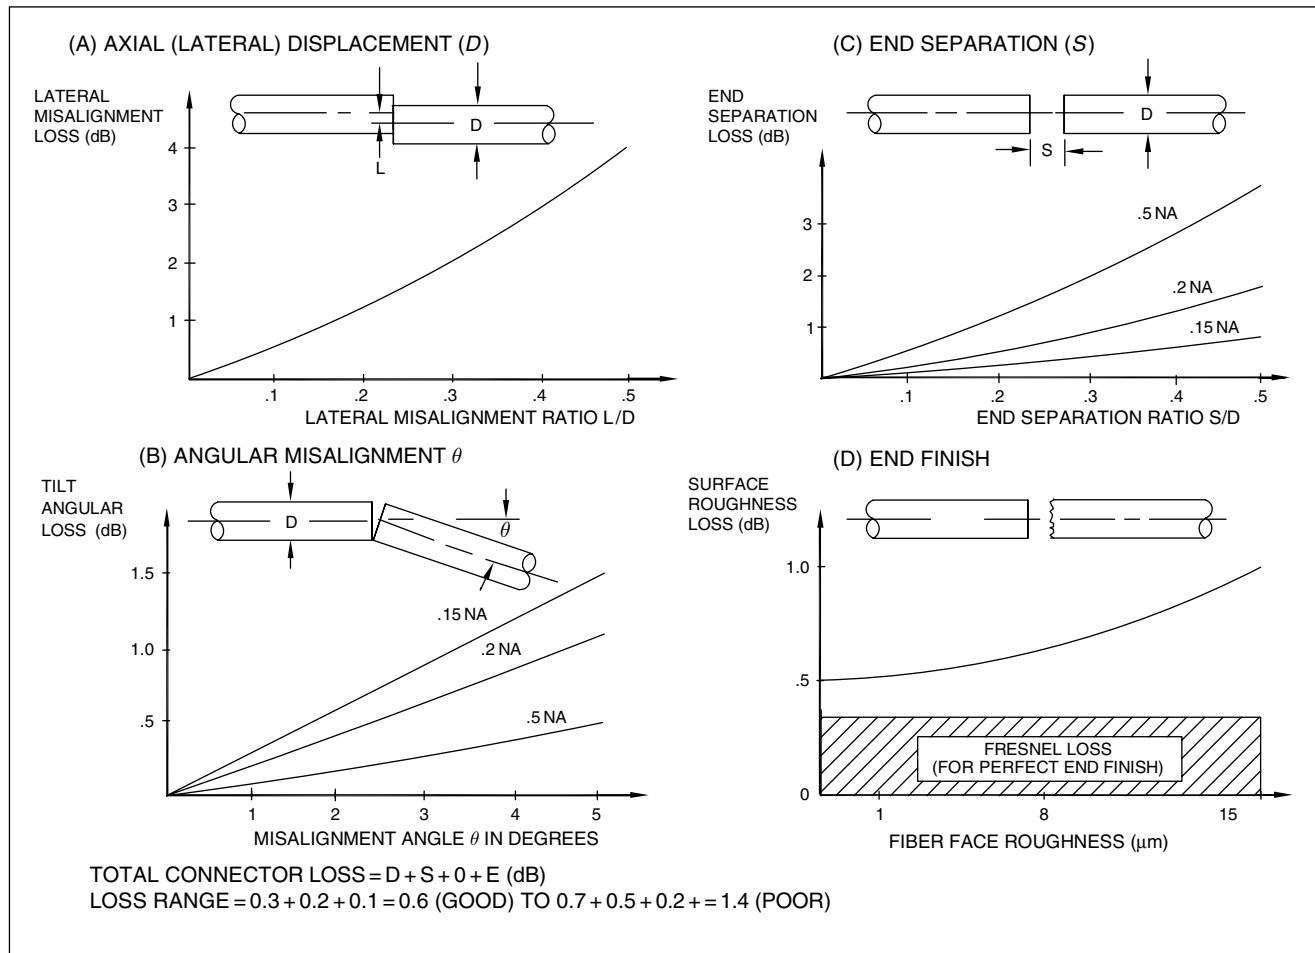 (A) AXIAL (LATERAL) DISPLACEMENT (D)
LATERAL
MISALIGNMENT
LOSS (dB)
D
L
4
3
2
1
.1 .2 .3 .4 .5
LATERAL MISALIGNMENT RATIO L/D
(C) END SEPARATION (S)
END
SEPARATION
LOSS (dB)
D
S
3
2
1
.5 NA
.2 NA
.15 NA
.1 .2 .3 .4 .5
END SEPARATION RATIO S/D
(B) ANGULAR MISALIGNMENT θ
TILT
ANGULAR
LOSS (dB)
D
θ
1.5
1.0
.5
.15 NA
.2 NA
.5 NA
1 2 3 4 5
MISALIGNMENT ANGLE θ IN DEGREES
(D) END FINISH
SURFACE
ROUGHNESS
LOSS (dB)
1.0
.5
0
FRESNEL LOSS
(FOR PERFECT END FINISH)
1 8 15
FIBER FACE ROUGHNESS (μm)
TOTAL CONNECTOR LOSS = D + S + 0 + E (dB)
LOSS RANGE = 0.3 + 0.2 + 0.1 = 0.6 (GOOD) TO 0.7 + 0.5 + 0.2 + = 1.4 (POOR)